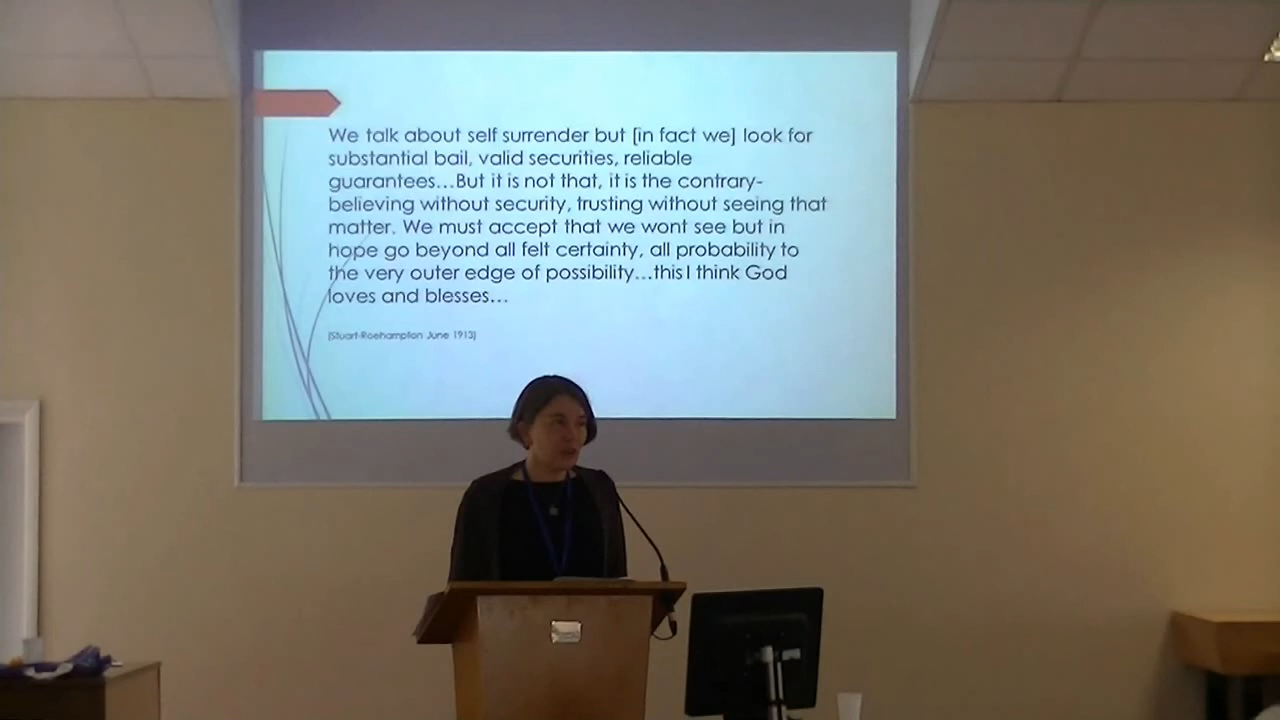 We talk about self surrender but [in fact we] look for
substantial bail, valid securities, reliable
guarantees...But it is not that, it is the contrary-
believing without security, trusting without seeing that
matter. We must accept that we wont see but in
hope go beyond all felt certainty, all probability to
the very outer edge of possibility...this I think God
loves and blesses...
(Stuart-Roehampton June 1913)